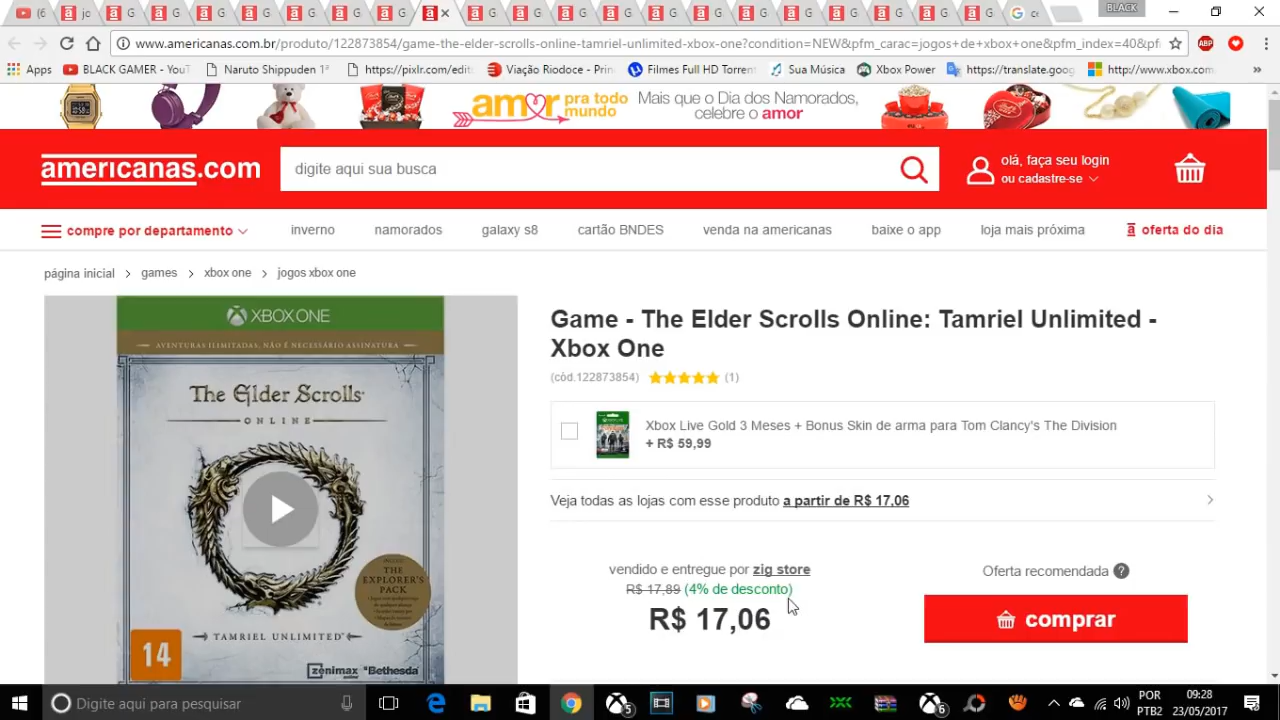 BLACK
www.americanas.com.br/produto/122873854/game-the-elder-scrolls-online-tamriel-unlimited-xbox-one?condition=NEW&pfm_carac=jogos+de+xbox+one&pfm_index=40&pfi
Apps BLACK GAMER - YouT Naruto Shippuden 1ª https://pixlr.com/edit Viação Riodoce - Prin Filmes Full HD Torrent Sua Música Xbox Power https://translate.goog http://www.xbox.com
amor pra todo mundo
Mais que o Dia dos Namorados,
celebre o amor
americanas.com
digite aqui sua busca
olá, faça seu login
ou cadastre-se
compre por departamento inverno namorados galaxy s8 cartão BNDES venda na americanas baixe o app loja mais próxima oferta do dia
página inicial > games > xbox one > jogos xbox one
XBOX ONE
AVENTURAS ILIMITADAS, NÃO É NECESSÁRIO ASSINATURA
The Elder Scrolls
ONLINE
THE
EXPLORER'S
PACK
TAMRIEL UNLIMITED
14
zenimax Bethesda
Game - The Elder Scrolls Online: Tamriel Unlimited -
Xbox One
(cód.122873854) (1)
Xbox Live Gold 3 Meses + Bonus Skin de arma para Tom Clancy's The Division
+ R$ 59,99
Veja todas as lojas com esse produto a partir de R$ 17,06
vendido e entregue por zig store
R$ 17,89 (4% de desconto)
R$ 17,06
Oferta recomendada ?
comprar
Digite aqui para pesquisar
5
6
POR
PTB2
09:28
23/05/2017